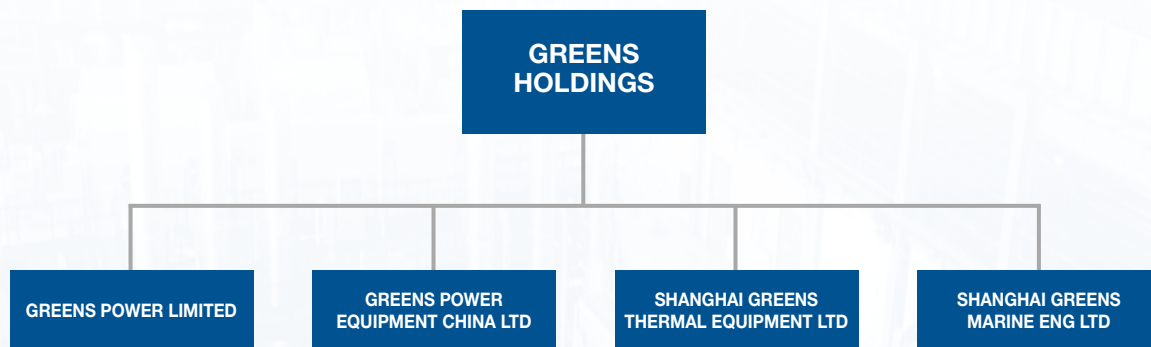 GREENS
HOLDINGS
GREENS POWER LIMITED
GREENS POWER
EQUIPMENT CHINA LTD
SHANGHAI GREENS
THERMAL EQUIPMENT LTD
SHANGHAI GREENS
MARINE ENG LTD